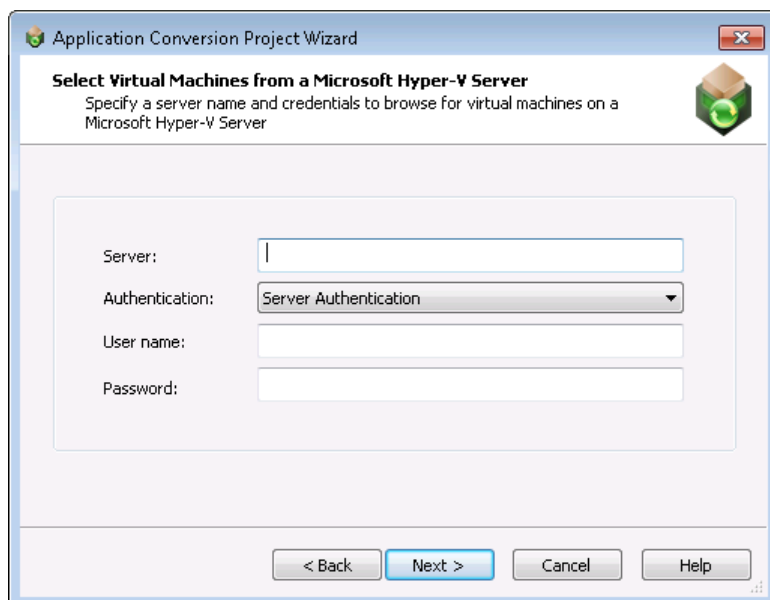 Application Conversion Project Wizard
Select Virtual Machines from a Microsoft Hyper-V Server
Specify a server name and credentials to browse for virtual machines on a
Microsoft Hyper-V Server
Server:
Authentication: Server Authentication
User name:
Password:
< Back Next > Cancel Help